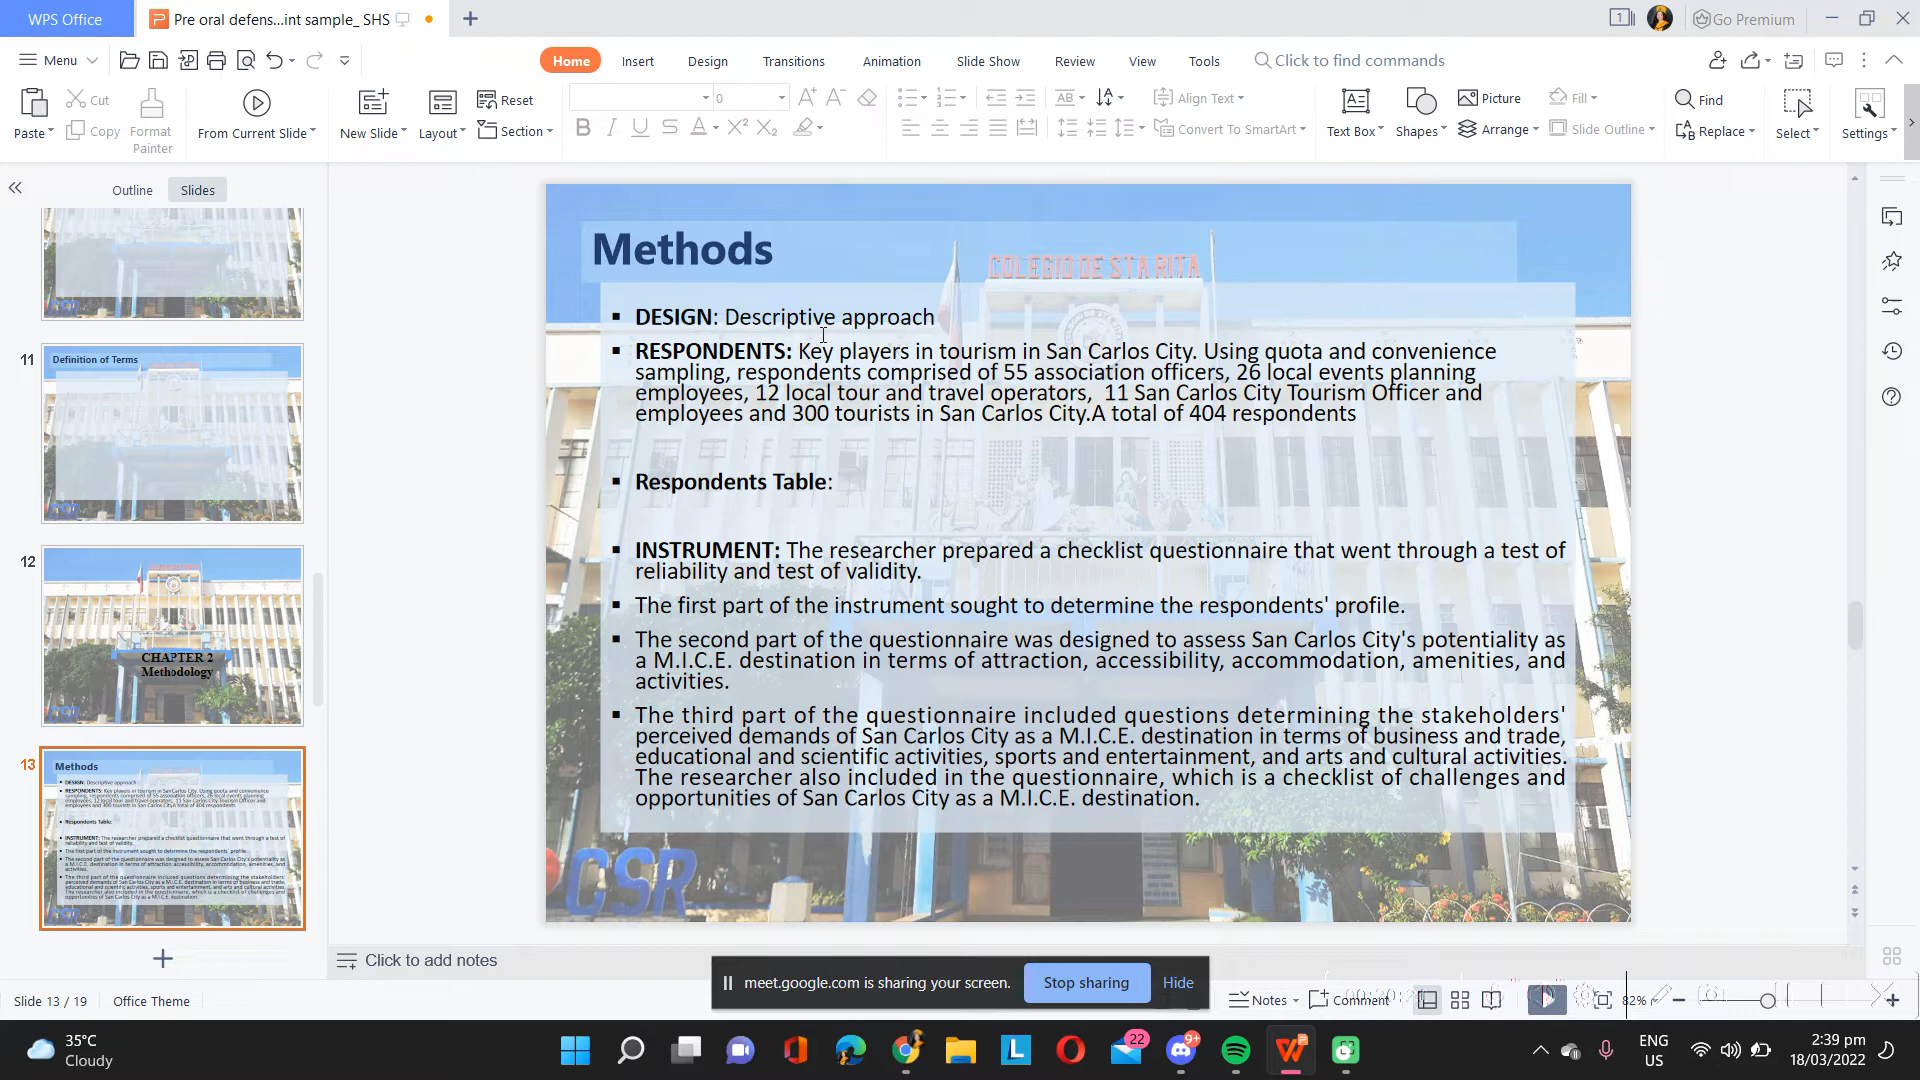 WPS Office
Pre oral defens...int sample_ SHS
1
Go Premium
Menu
Home
Insert
Design
Transitions
Animation
Slide Show
Review
View
Tools
Click to find commands
Paste
Cut
Copy
Format
Painter
From Current Slide
New Slide
Layout
Reset
Section
0
Align Text
Convert To SmartArt
Text Box
Shapes
Picture
Arrange
Fill
Slide Outline
Find
Replace
Select
Settings
Outline
Slides
11
Definition of Terms
12
CHAPTER 2
Methodology
13
Methods
COLEGIO DE STA RITA
Methods
▪ DESIGN: Descriptive approach
▪ RESPONDENTS: Key players in tourism in San Carlos City. Using quota and convenience
sampling, respondents comprised of 55 association officers, 26 local events planning
employees, 12 local tour and travel operators, 11 San Carlos City Tourism Officer and
employees and 300 tourists in San Carlos City.A total of 404 respondents
▪ Respondents Table:
▪ INSTRUMENT: The researcher prepared a checklist questionnaire that went through a test of
reliability and test of validity.
▪ The first part of the instrument sought to determine the respondents' profile.
▪ The second part of the questionnaire was designed to assess San Carlos City's potentiality as
a M.I.C.E. destination in terms of attraction, accessibility, accommodation, amenities, and
activities.
▪ The third part of the questionnaire included questions determining the stakeholders'
perceived demands of San Carlos City as a M.I.C.E. destination in terms of business and trade,
educational and scientific activities, sports and entertainment, and arts and cultural activities.
The researcher also included in the questionnaire, which is a checklist of challenges and
opportunities of San Carlos City as a M.I.C.E. destination.
CSR
Click to add notes
meet.google.com is sharing your screen.
Stop sharing
Hide
Slide 13 / 19
Office Theme
Notes
Comment
82%
35°C
Cloudy
22
9+
ENG
US
2:39 pm
18/03/2022